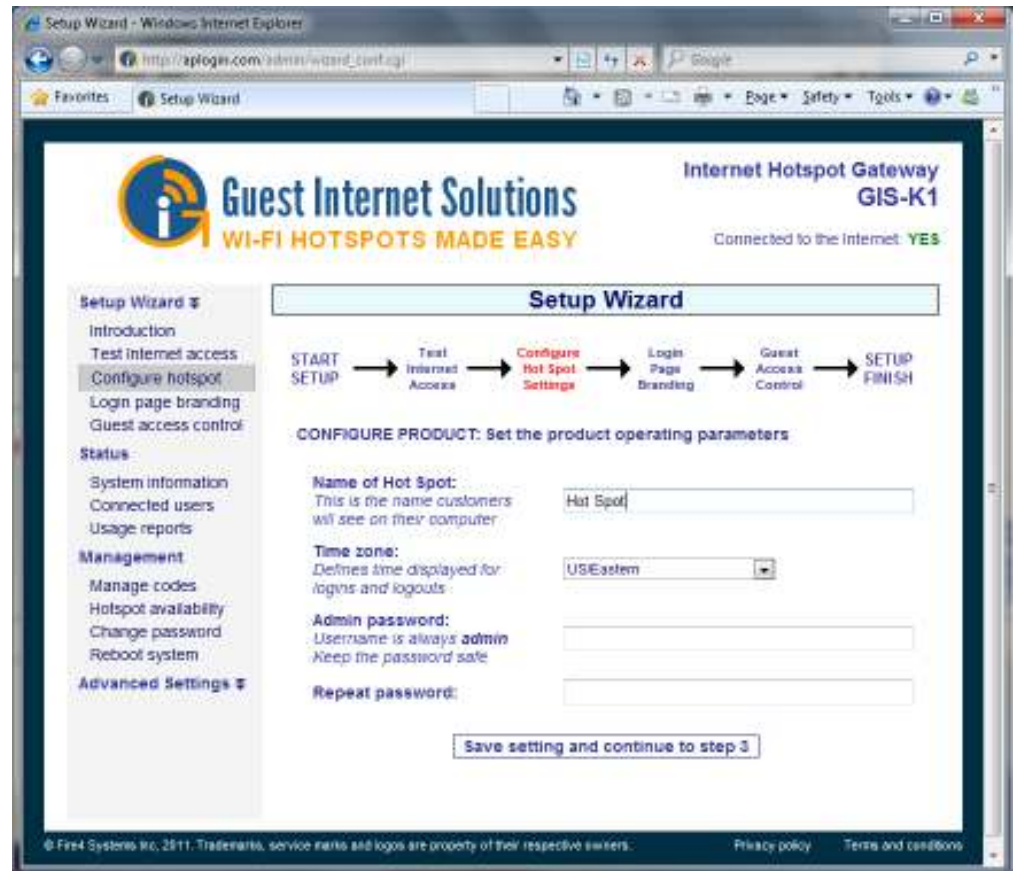 Setup Wizard - Windows Internet Explorer
http://aplogin.com/admin/wizard_conf.cgi
Google
Favorites
Setup Wizard
Page
Safety
Tools
Guest Internet Solutions
WI-FI HOTSPOTS MADE EASY
Internet Hotspot Gateway
GIS-K1
Connected to the Internet: YES
Setup Wizard
Introduction
Test Internet access
Configure hotspot
Login page branding
Guest access control
Status
System information
Connected users
Usage reports
Management
Manage codes
Hotspot availability
Change password
Reboot system
Advanced Settings
Setup Wizard
START
SETUP
Test
Internet
Access
Configure
Hot Spot
Settings
Login
Page
Branding
Guest
Access
Control
SETUP
FINISH
CONFIGURE PRODUCT: Set the product operating parameters
Name of Hot Spot:
This is the name customers
will see on their computer
Hot Spot
Time zone:
Defines time displayed for
logins and logouts
US/Eastern
Admin password:
Username is always admin
Keep the password safe
Repeat password:
Save setting and continue to step 3
© Fire4 Systems Inc, 2011. Trademarks, service marks and logos are property of their respective owners.
Privacy policy
Terms and conditions